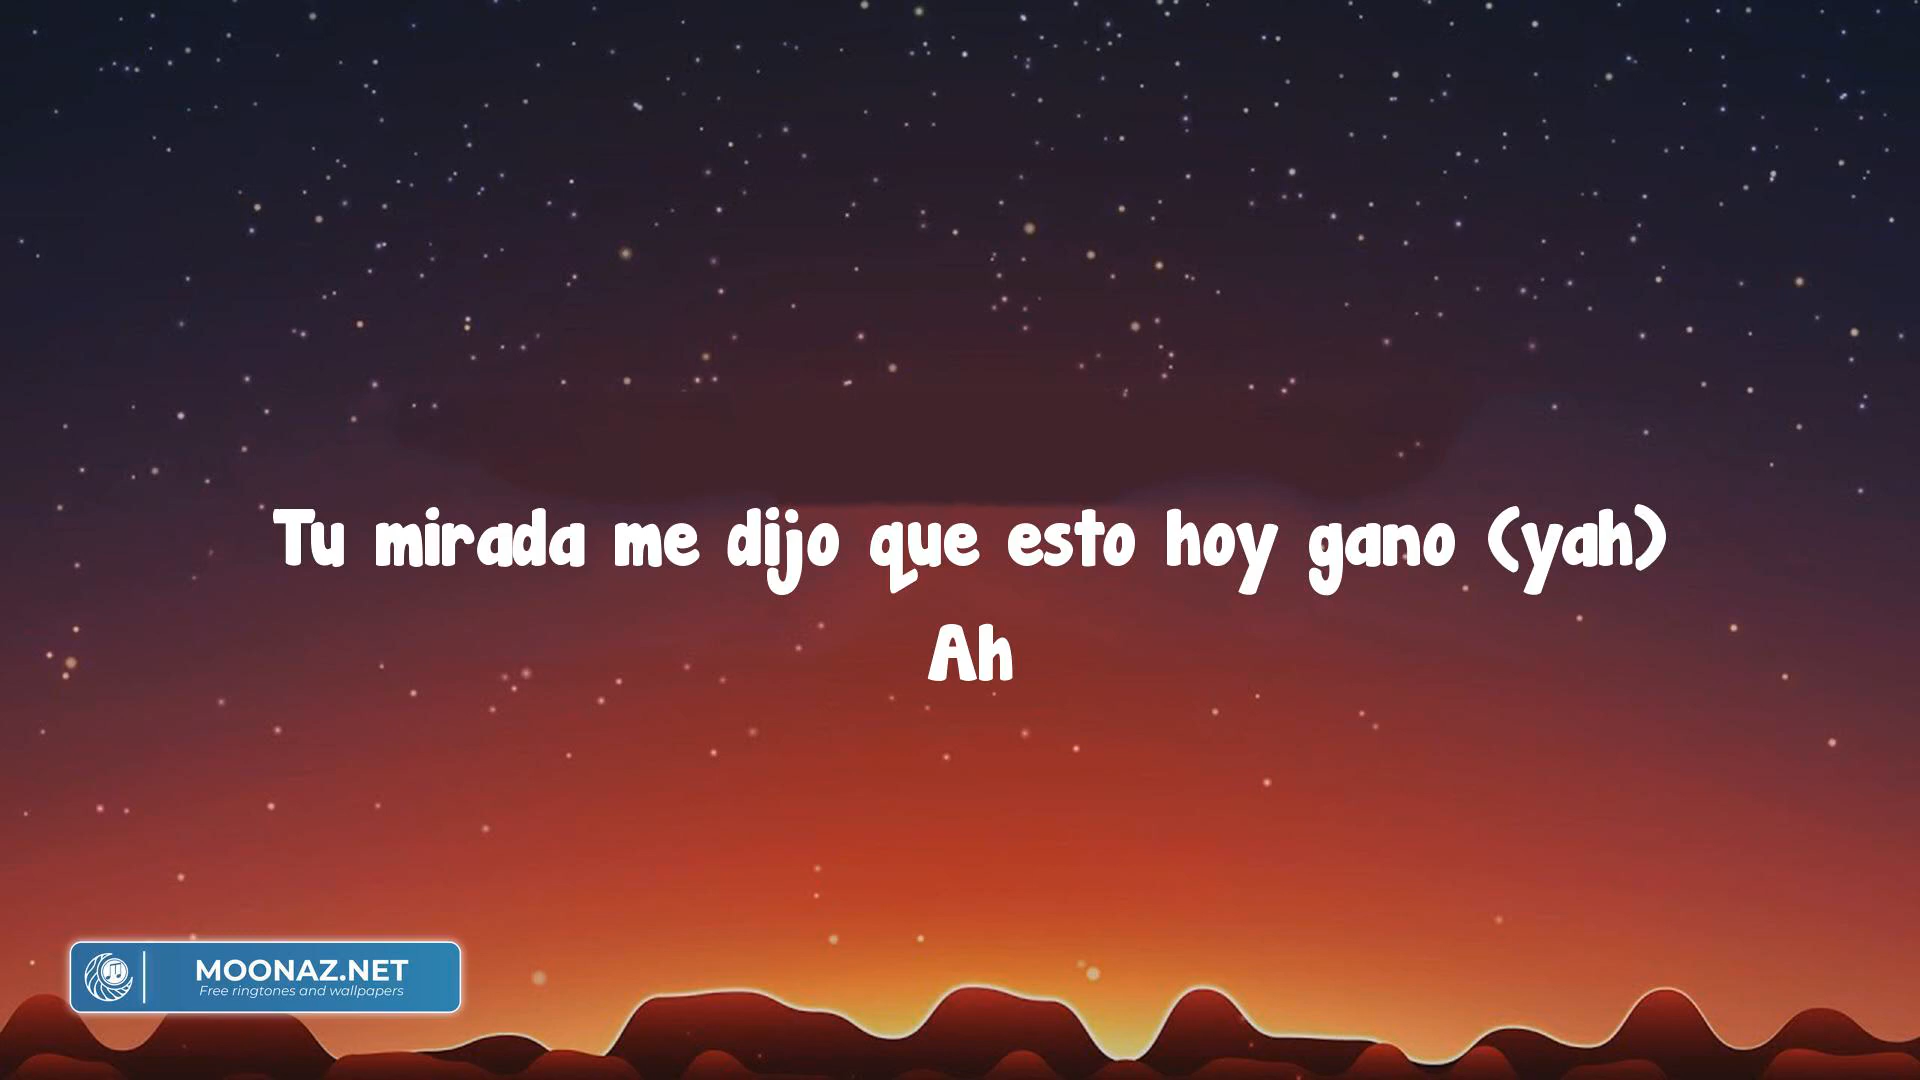 Tu mirada me dijo que esto hoy gano (yah)
Ah
MOONAZ.NET
Free ringtones and wallpapers